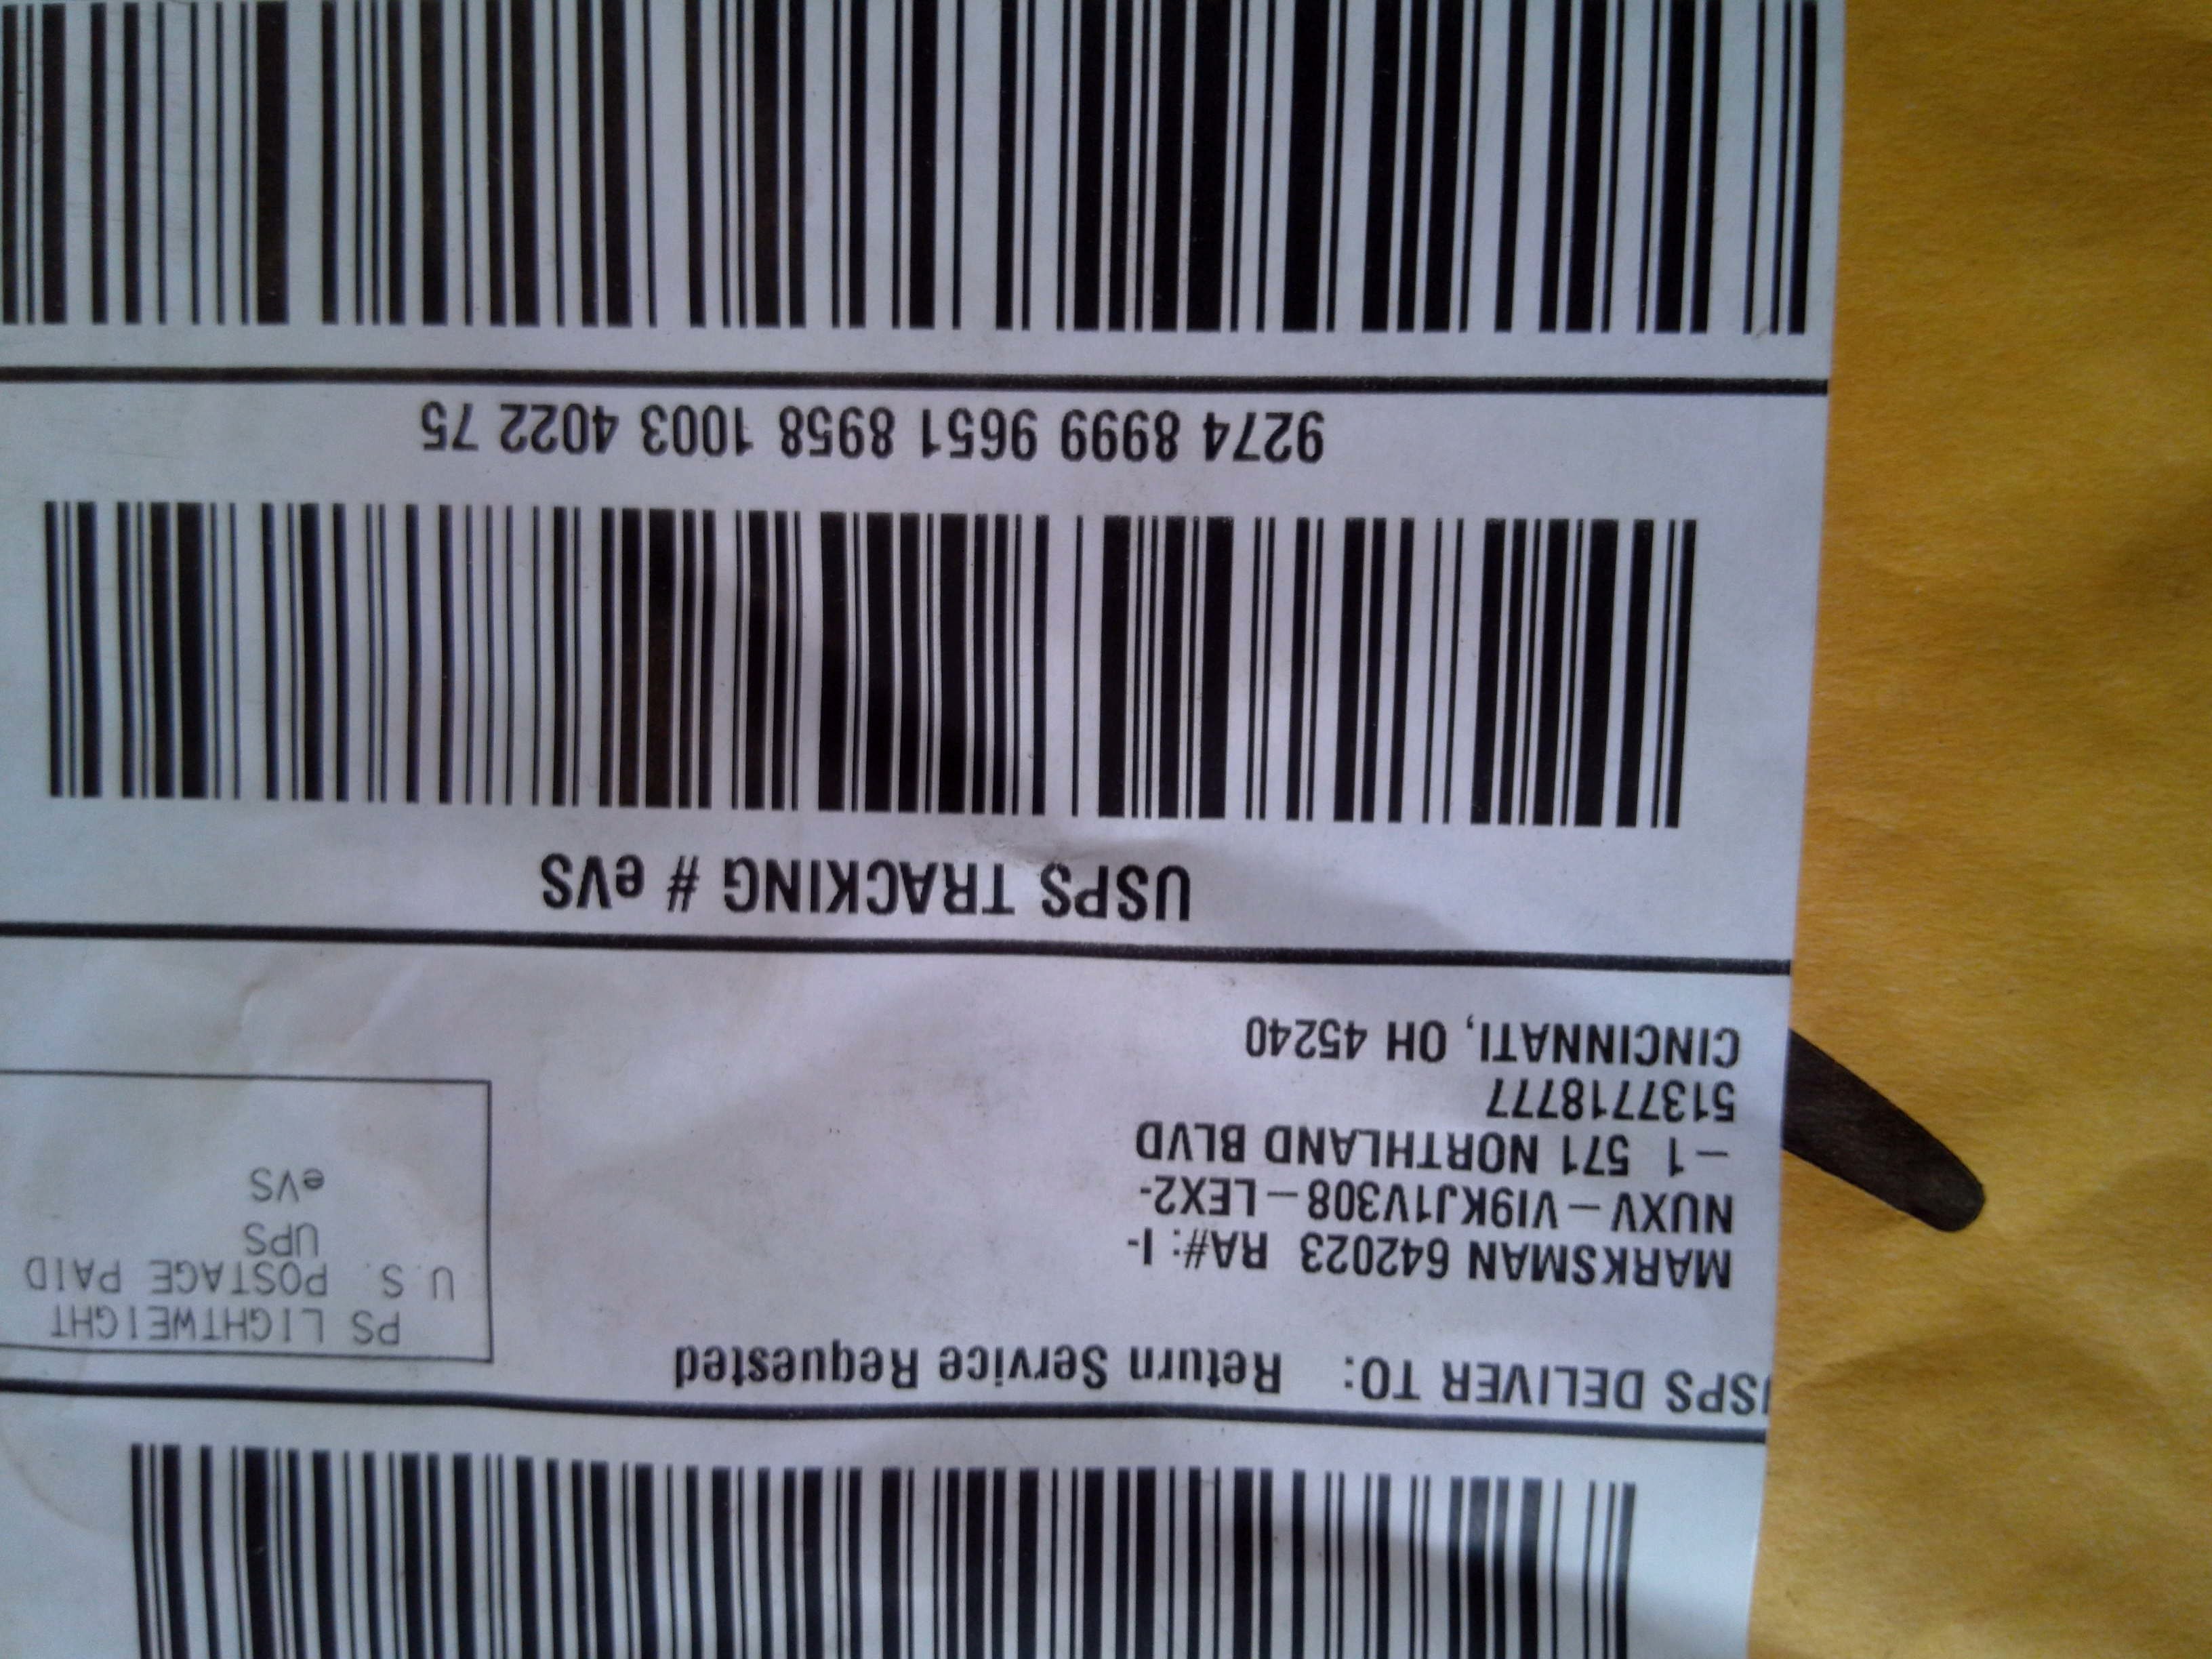 USPS DELIVER TO: Return Service Requested
MARKSMAN 642023 RA#: I-
NUXV – VI9KJ1V308 – LEX2-
– 1 571 NORTHLAND BLVD
5137718777
CINCINNATI, OH 45240
PS LIGHTWEIGHT
U.S. POSTAGE PAID
UPS
eVS
USPS TRACKING # eVS
9274 8999 9651 8958 1003 4022 75